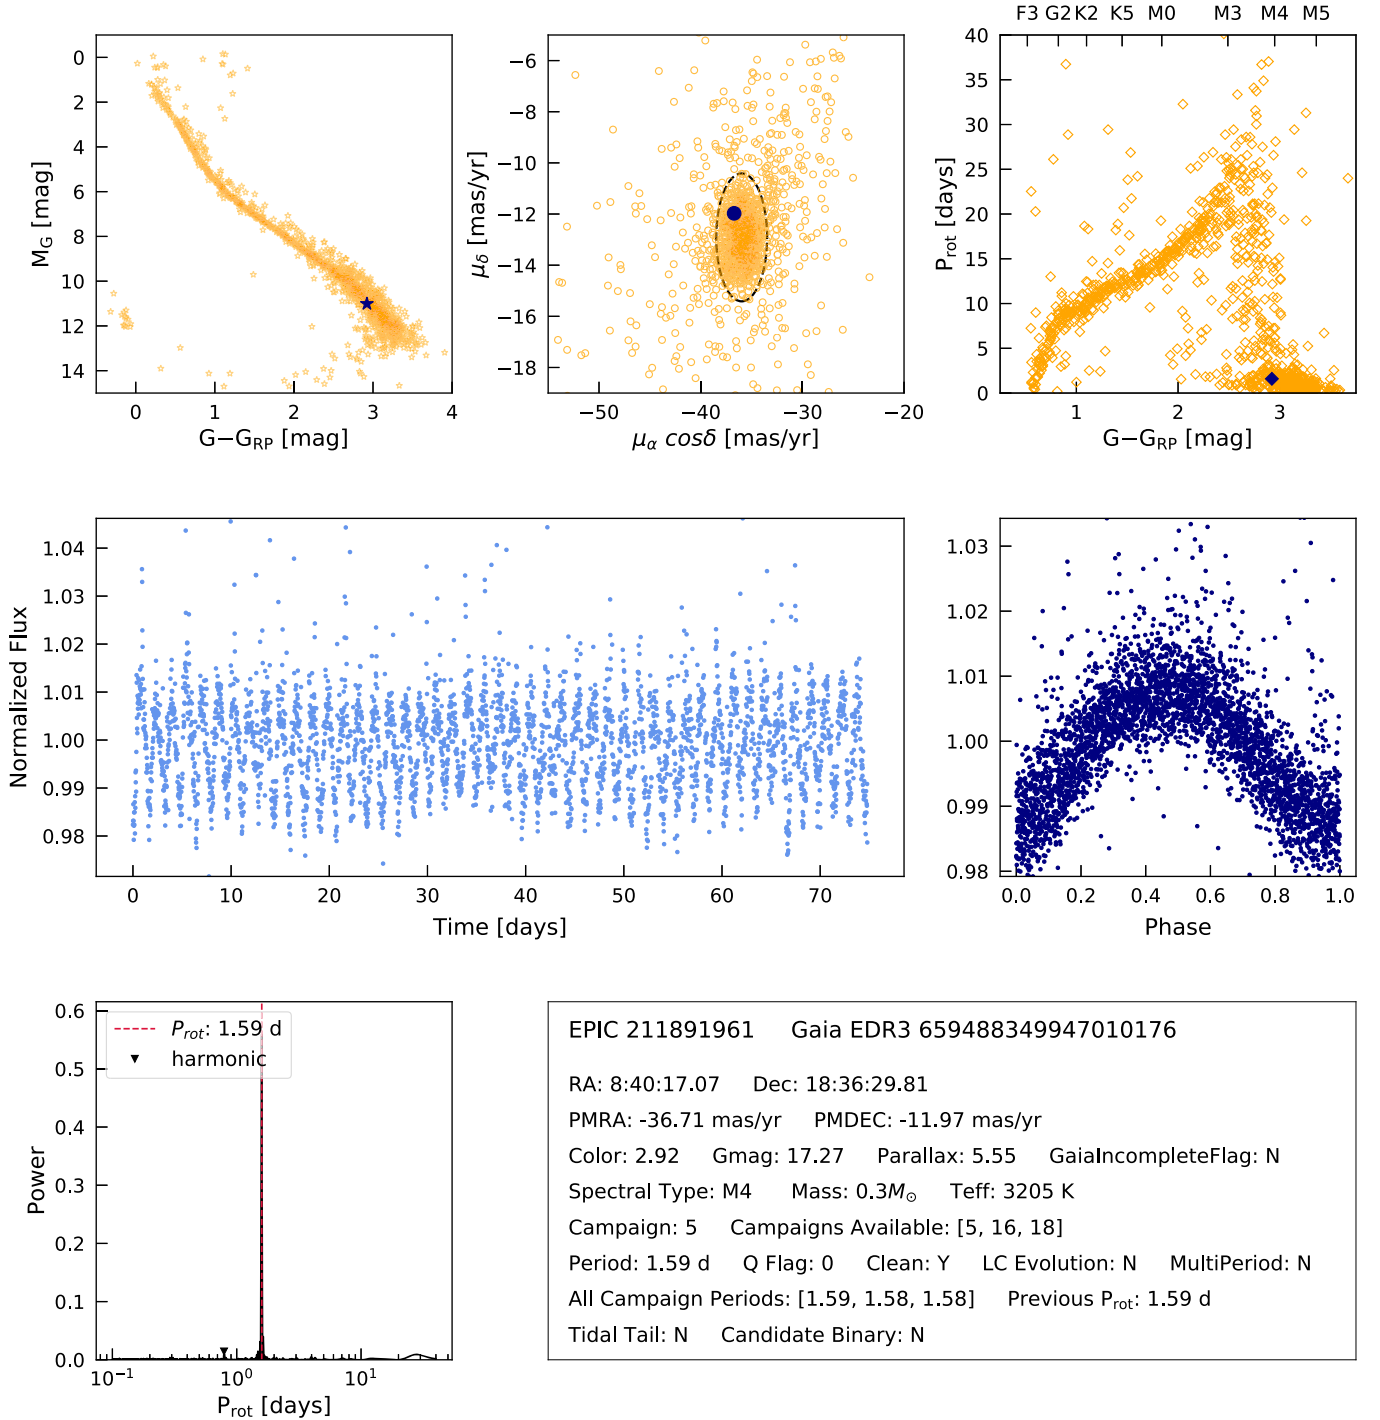 F3 G2 K2 K5 M0 M3 M4 M5
0
2
4
6
8
10
12
14
M_G [mag]
0 1 2 3 4
G−G_RP [mag]
−6
−8
−10
−12
−14
−16
−18
μ_δ [mas/yr]
−50 −40 −30 −20
μ_α cosδ [mas/yr]
40
35
30
25
20
15
10
5
0
P_rot [days]
1 2 3
G−G_RP [mag]
1.04
1.03
1.02
1.01
1.00
0.99
0.98
Normalized Flux
0 10 20 30 40 50 60 70
Time [days]
1.03
1.02
1.01
1.00
0.99
0.98
0.0 0.2 0.4 0.6 0.8 1.0
Phase
0.6
0.5
0.4
0.3
0.2
0.1
0.0
Power
P_rot: 1.59 d
harmonic
10^−1 10^0 10^1
P_rot [days]
EPIC 211891961 Gaia EDR3 659488349947010176
RA: 8:40:17.07 Dec: 18:36:29.81
PMRA: -36.71 mas/yr PMDEC: -11.97 mas/yr
Color: 2.92 Gmag: 17.27 Parallax: 5.55 GaiaIncompleteFlag: N
Spectral Type: M4 Mass: 0.3M☉ Teff: 3205 K
Campaign: 5 Campaigns Available: [5, 16, 18]
Period: 1.59 d Q Flag: 0 Clean: Y LC Evolution: N MultiPeriod: N
All Campaign Periods: [1.59, 1.58, 1.58] Previous P_rot: 1.59 d
Tidal Tail: N Candidate Binary: N